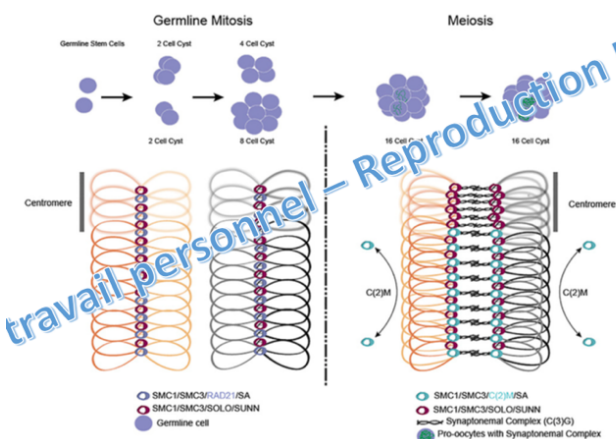 Germline Mitosis
Meiosis
Germline Stem Cells
2 Cell Cyst
4 Cell Cyst
2 Cell Cyst
8 Cell Cyst
16 Cell Cyst
16 Cell Cyst
travail personnel – Reproduction
Centromere
Centromere
C(2)M
C(2)M
SMC1/SMC3/RAD21/SA
SMC1/SMC3/SOLO/SUNN
Germline cell
SMC1/SMC3/C(2)M/SA
SMC1/SMC3/SOLO/SUNN
Synaptonemal Complex (C(3)G)
Pro-oocytes with Synaptonemal Complex